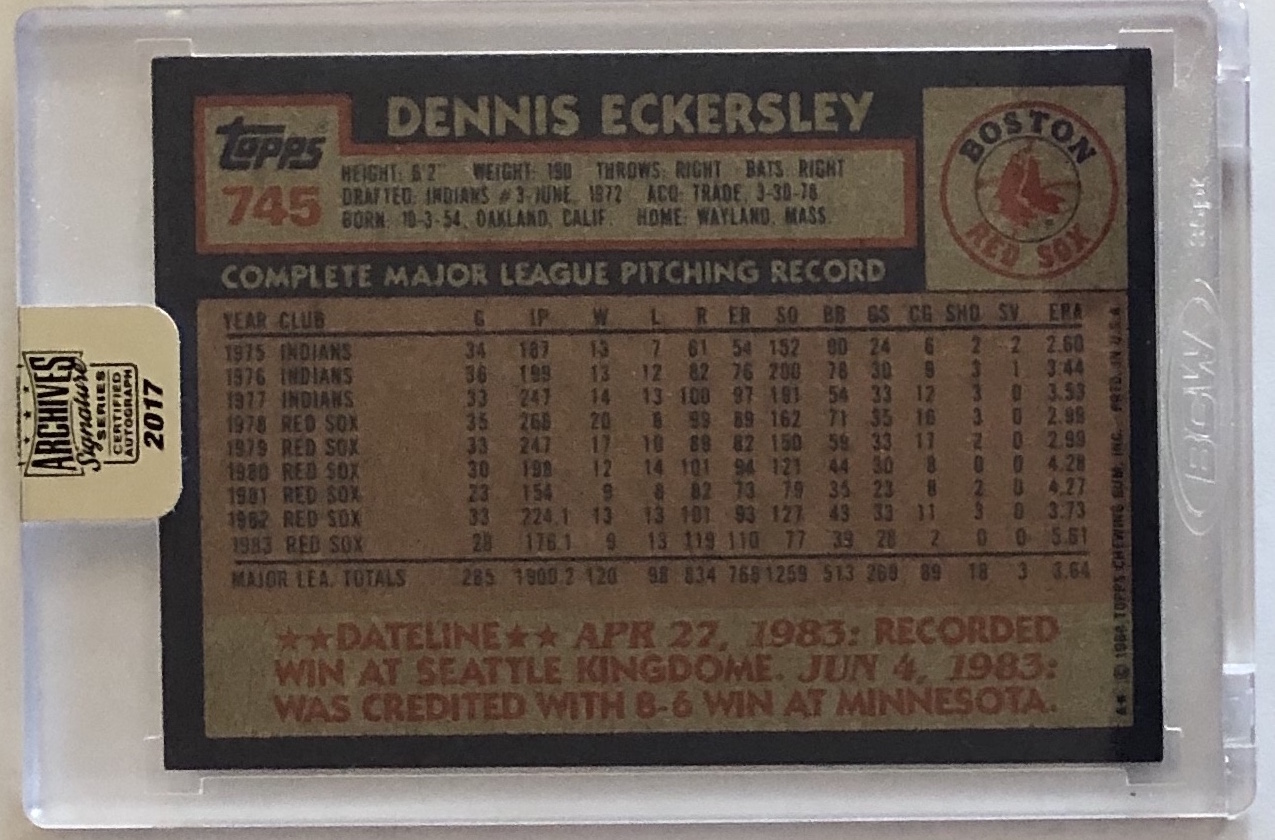 DENNIS ECKERSLEY
Topps
745
HEIGHT: 6'2" WEIGHT: 190 THROWS: RIGHT BATS: RIGHT
DRAFTED: INDIANS #3-JUNE, 1972 ACQ: TRADE, 3-30-78
BORN: 10-3-54, OAKLAND, CALIF. HOME: WAYLAND, MASS.
BOSTON
RED SOX
COMPLETE MAJOR LEAGUE PITCHING RECORD
YEAR CLUB G IP W L R ER SO BB GS CG SHO SV ERA
1975 INDIANS 34 187 13 7 61 54 152 90 24 6 2 2 2.60
1976 INDIANS 36 199 13 12 82 76 200 78 30 9 3 1 3.44
1977 INDIANS 33 247 14 13 100 97 191 54 33 12 3 0 3.53
1978 RED SOX 35 268 20 8 99 89 162 71 35 16 3 0 2.99
1979 RED SOX 33 247 17 10 89 82 150 59 33 17 2 0 2.99
1980 RED SOX 30 198 12 14 101 94 121 44 30 8 0 0 4.28
1981 RED SOX 23 154 9 8 82 73 79 35 23 8 2 0 4.27
1982 RED SOX 33 224.1 13 13 101 93 127 43 33 11 3 0 3.73
1983 RED SOX 28 176.1 9 13 119 110 77 39 28 2 0 0 5.61
MAJOR LEA. TOTALS 285 1900.2 120 98 834 768 1259 513 269 89 18 3 3.64
★★DATELINE★★ APR 27, 1983: RECORDED
WIN AT SEATTLE KINGDOME. JUN 4, 1983:
WAS CREDITED WITH 8-6 WIN AT MINNESOTA.
© 1984 TOPPS CHEWING GUM, INC. PRTD. IN U.S.A.
ARCHIVES
Signature
SERIES
CERTIFIED
AUTOGRAPH
2017
BCW
35pt